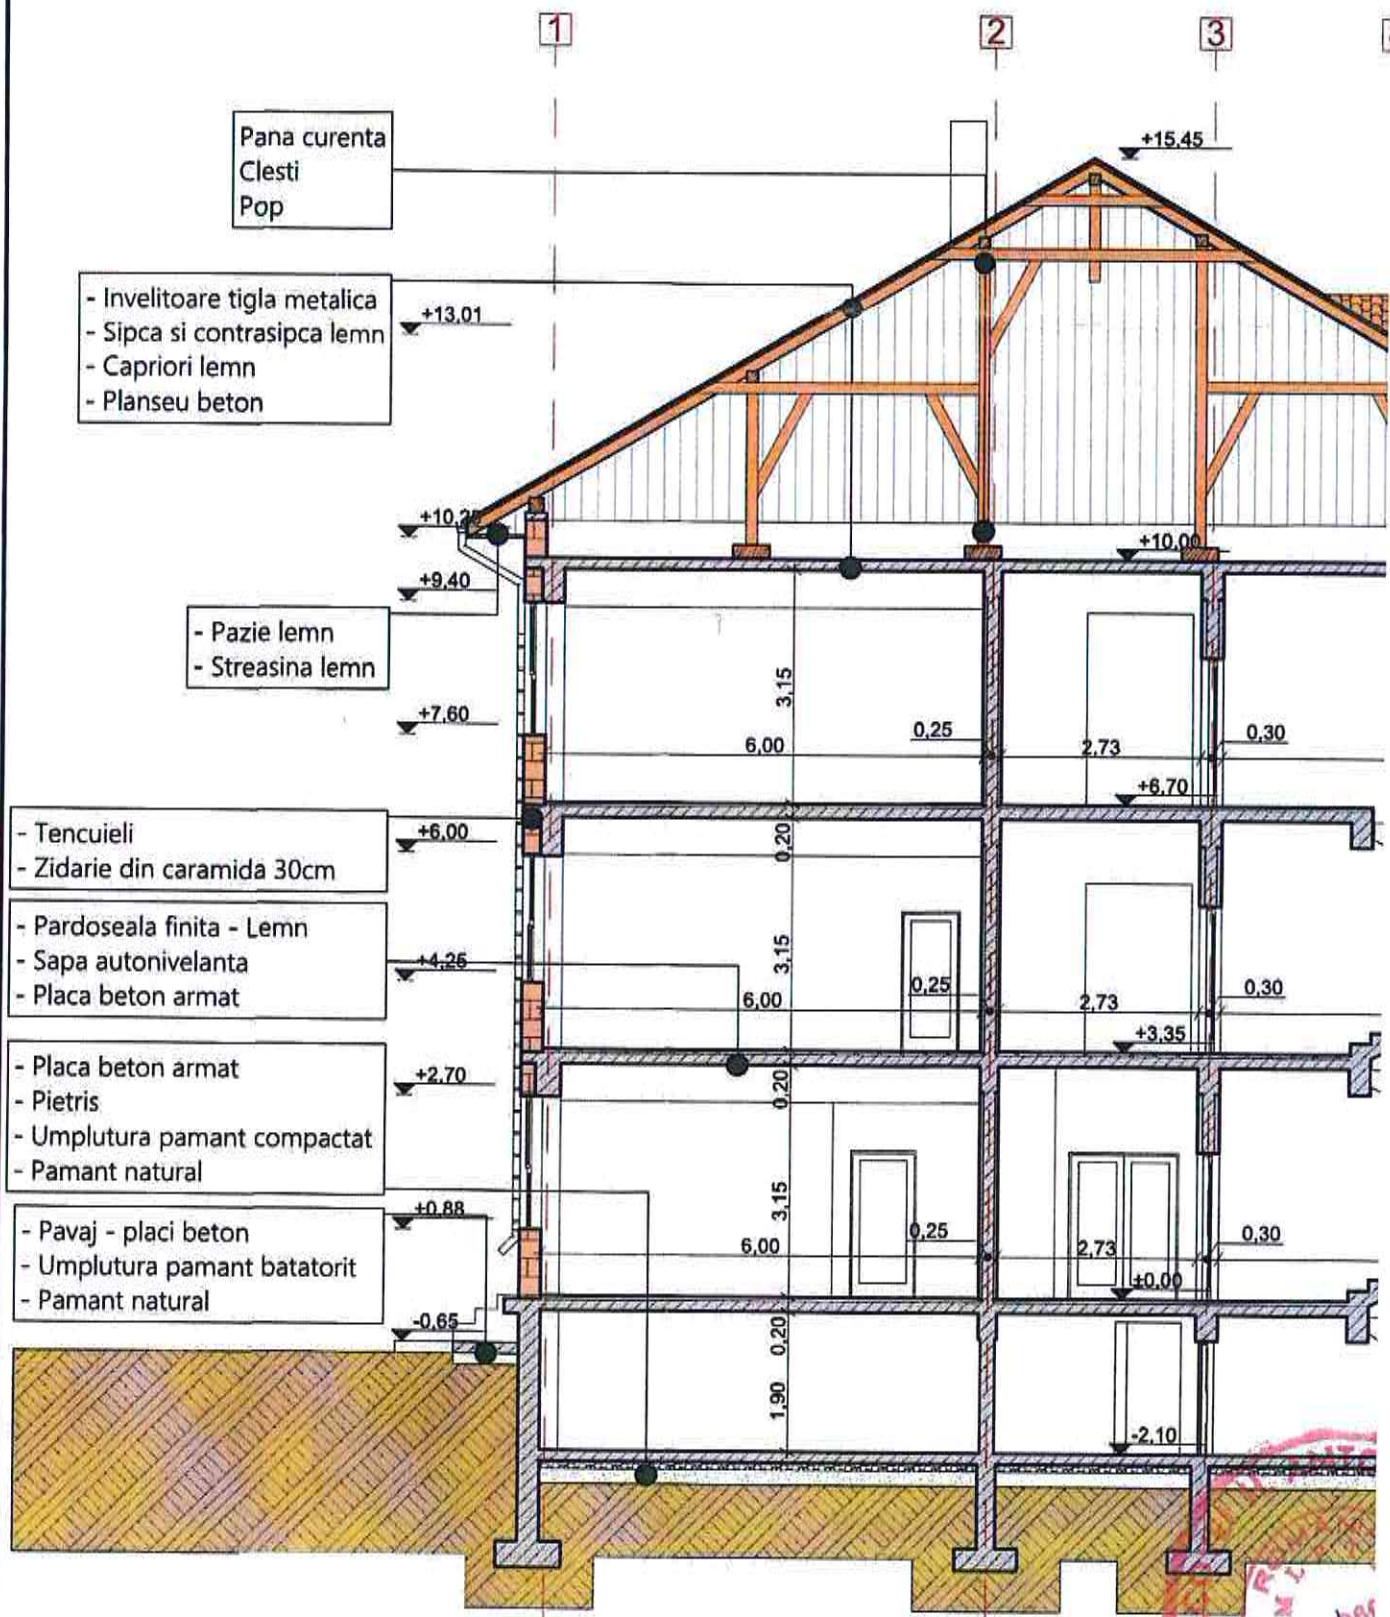 1
2
3
Pana curenta
Clesti
Pop
+15,45
- Invelitoare tigla metalica
- Sipca si contrasipca lemn
- Capriori lemn
- Planseu beton
+13,01
+10,00
+9,40
- Pazie lemn
- Streasina lemn
3,15
+7,60
6,00
0,25
2,73
0,30
+6,70
- Tencuieli
- Zidarie din caramida 30cm
+6,00
0,20
- Pardoseala finita - Lemn
- Sapa autonivelanta
- Placa beton armat
+4,25
3,15
6,00
0,25
2,73
0,30
+3,35
- Placa beton armat
- Pietris
- Umplutura pamant compactat
- Pamant natural
+2,70
0,20
3,15
+0,88
- Pavaj - placi beton
- Umplutura pamant batatorit
- Pamant natural
6,00
0,25
2,73
0,30
±0,00
-0,65
0,20
1,90
-2,10